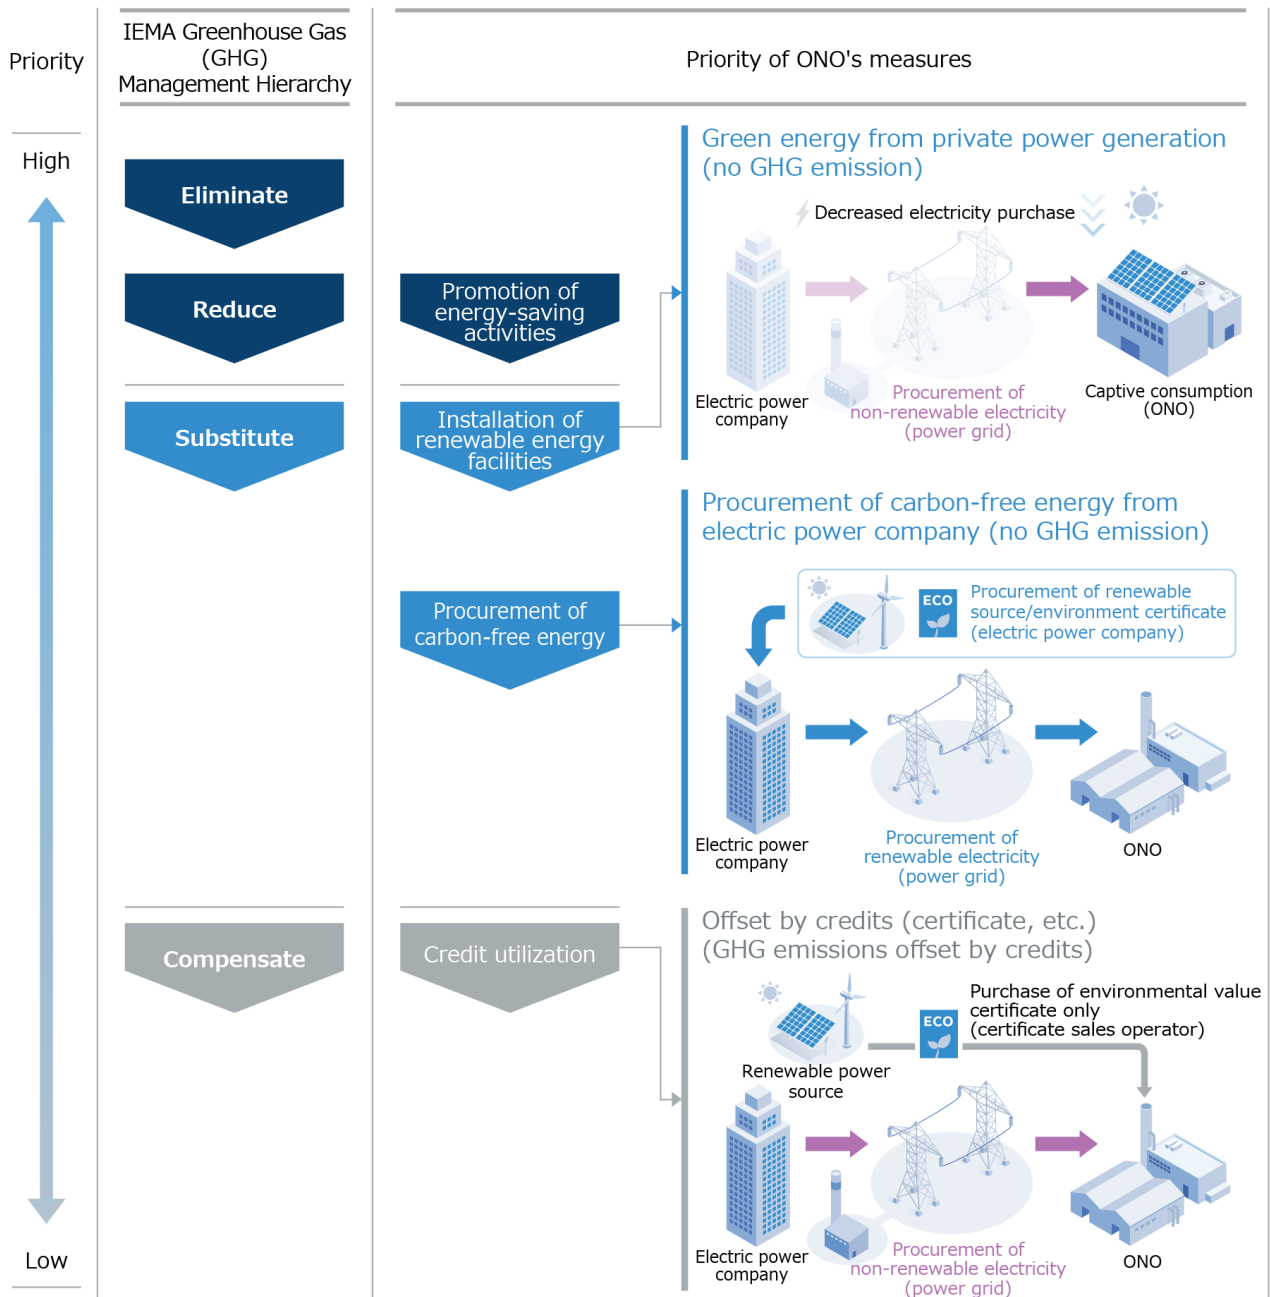 Priority
IEMA Greenhouse Gas
(GHG)
Management Hierarchy
Priority of ONO's measures
High
Eliminate
Reduce
Promotion of
energy-saving
activities
Substitute
Installation of
renewable energy
facilities
Green energy from private power generation
(no GHG emission)
Decreased electricity purchase
Electric power
company
Procurement of
non-renewable electricity
(power grid)
Captive consumption
(ONO)
Procurement of
carbon-free energy
Procurement of carbon-free energy from
electric power company (no GHG emission)
ECO
Procurement of renewable
source/environment certificate
(electric power company)
Electric power
company
Procurement of
renewable electricity
(power grid)
ONO
Compensate
Credit utilization
Offset by credits (certificate, etc.)
(GHG emissions offset by credits)
Purchase of environmental value
certificate only
(certificate sales operator)
ECO
Renewable power
source
Electric power
company
Procurement of
non-renewable electricity
(power grid)
ONO
Low